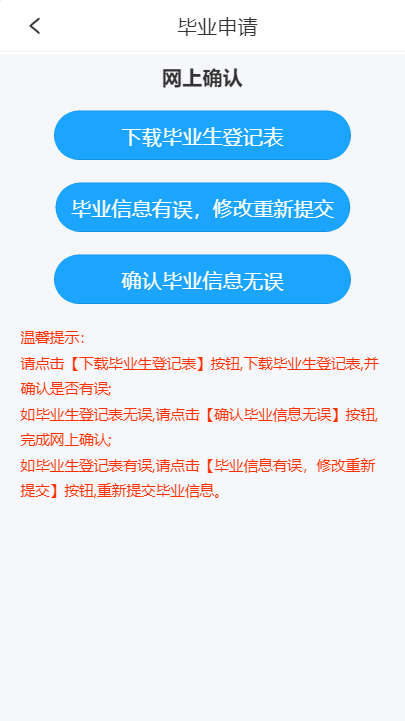 毕业申请
网上确认
下载毕业生登记表
毕业信息有误，修改重新提交
确认毕业信息无误
温馨提示：
请点击【下载毕业生登记表】按钮,下载毕业生登记表,并
确认是否有误;
如毕业生登记表无误,请点击【确认毕业信息无误】按钮,
完成网上确认;
如毕业生登记表有误,请点击【毕业信息有误，修改重新
提交】按钮,重新提交毕业信息。